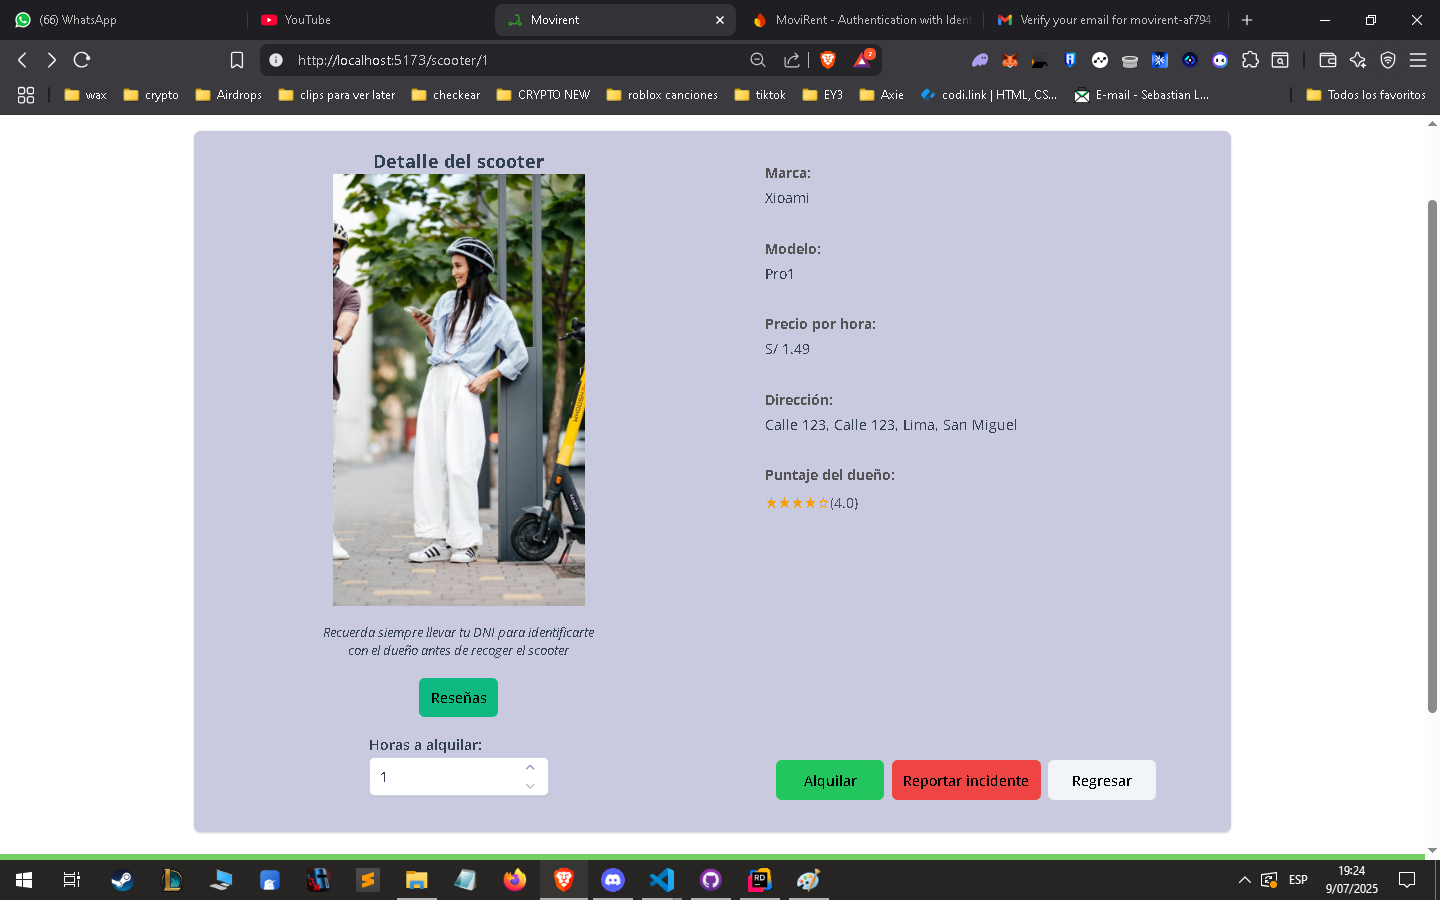 (66) WhatsApp
YouTube
Movirent
MoviRent - Authentication with Iden
Verify your email for movirent-af794
http://localhost:5173/scooter/1
2
wax
crypto
Airdrops
clips para ver later
checkear
CRYPTO NEW
roblox canciones
tiktok
EY3
Axie
codi.link | HTML, CS...
E-mail - Sebastian L...
Todos los favoritos
Detalle del scooter
Recuerda siempre llevar tu DNI para identificarte
con el dueño antes de recoger el scooter
Reseñas
Horas a alquilar:
1
Marca:
Xioami
Modelo:
Pro1
Precio por hora:
S/ 1.49
Dirección:
Calle 123, Calle 123, Lima, San Miguel
Puntaje del dueño:
★★★★☆(4.0)
Alquilar
Reportar incidente
Regresar
RD
ESP
19:24
9/07/2025